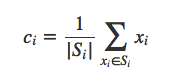 c_i = \frac{1}{|S_i|} \sum_{x_i \in S_i} x_i